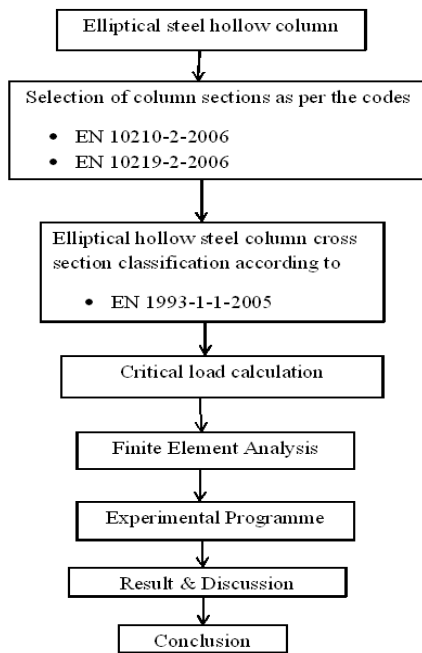 Elliptical steel hollow column
Selection of column sections as per the codes
• EN 10210-2-2006
• EN 10219-2-2006
Elliptical hollow steel column cross
section classification according to
• EN 1993-1-1-2005
Critical load calculation
Finite Element Analysis
Experimental Programme
Result & Discussion
Conclusion